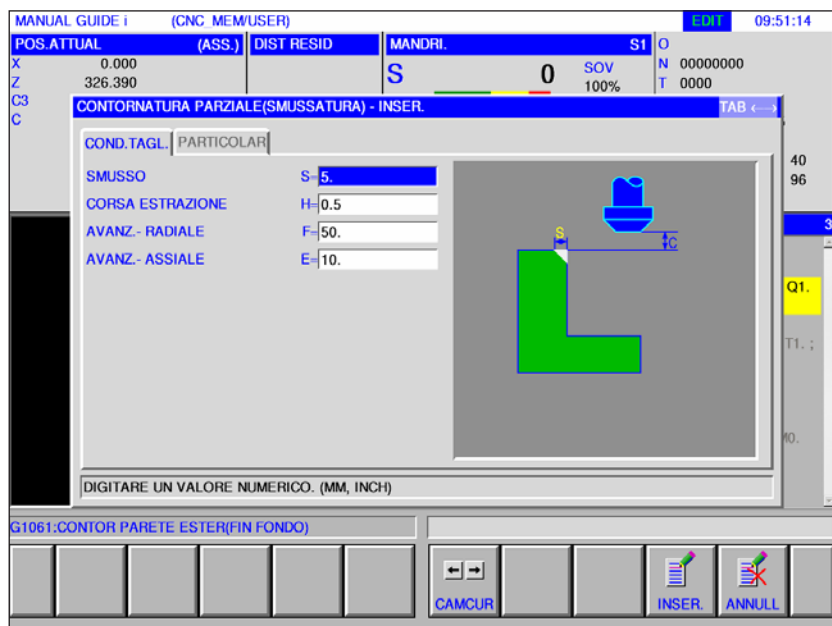 MANUAL GUIDE i (CNC_MEM/USER) EDIT 09:51:14
POS.ATTUAL (ASS.) DIST RESID MANDRI. S1 O
X 0.000 S 0 SOV N 00000000
Z 326.390 100% T 0000
C3
C
CONTORNATURA PARZIALE(SMUSSATURA) - INSER. TAB ←→
COND.TAGL. PARTICOLAR
SMUSSO S=5.
CORSA ESTRAZIONE H=0.5
AVANZ.- RADIALE F=50.
AVANZ.- ASSIALE E=10.
S
C
40
96
3
Q1.
T1. ;
M0.
DIGITARE UN VALORE NUMERICO. (MM, INCH)
G1061:CONTOR PARETE ESTER(FIN FONDO)
CAMCUR INSER. ANNULL